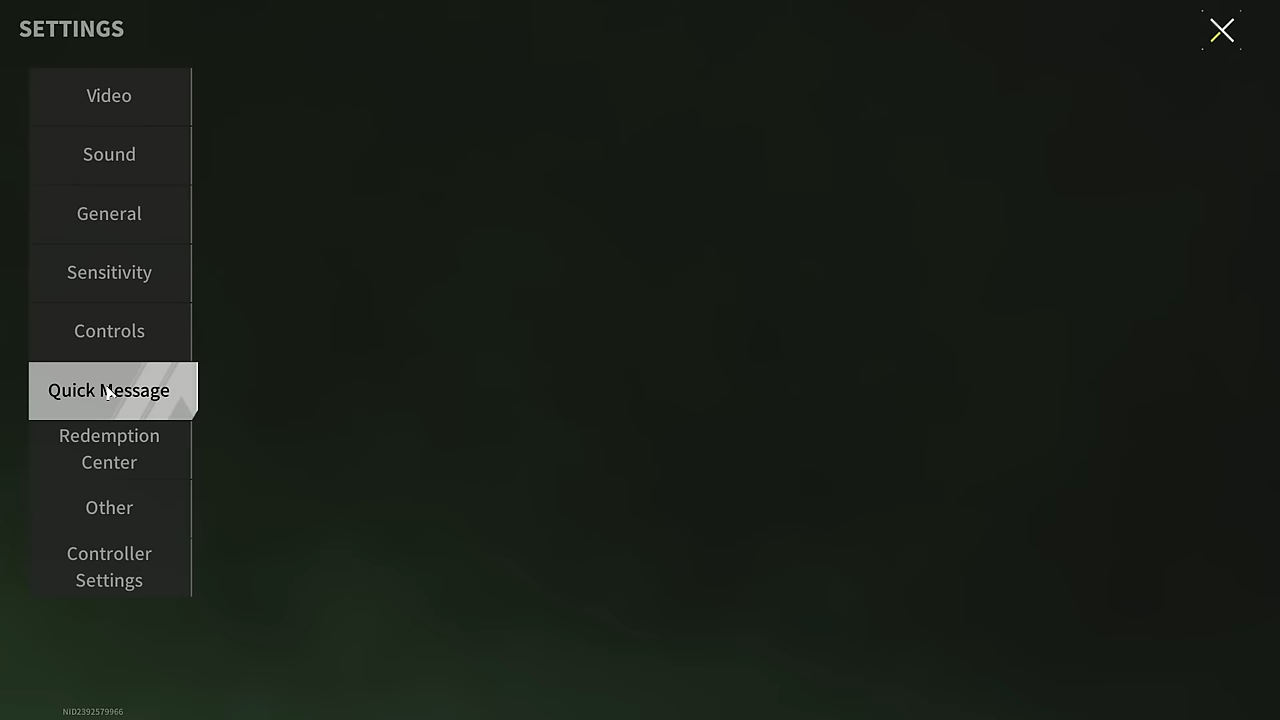 SETTINGS
Video
Sound
General
Sensitivity
Controls
Quick Message
Redemption
Center
Other
Controller
Settings
NID2392579966